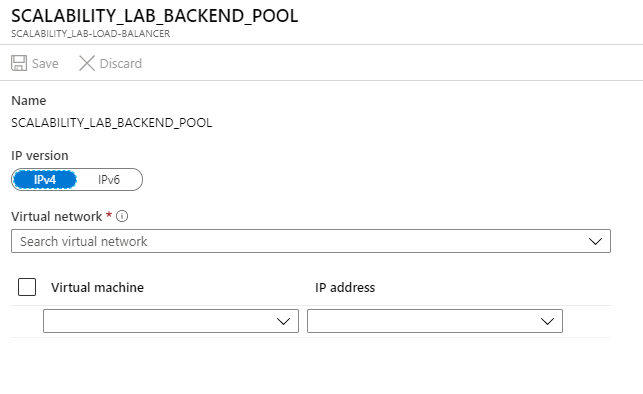 SCALABILITY_LAB_BACKEND_POOL
SCALABILITY_LAB-LOAD-BALANCER
Save Discard
Name
SCALABILITY_LAB_BACKEND_POOL
IP version
IPv4 IPv6
Virtual network *
Search virtual network
Virtual machine IP address